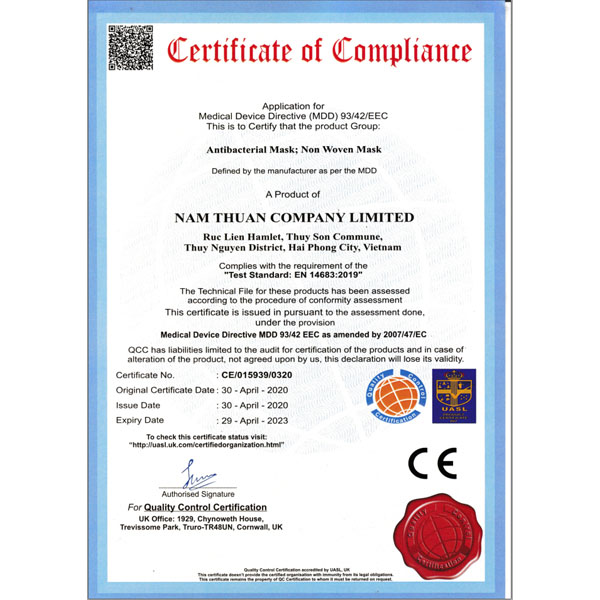 Certificate of Compliance
Application for
Medical Device Directive (MDD) 93/42/EEC
This is to Certify that the product Group:
Antibacterial Mask; Non Woven Mask
Defined by the manufacturer as per the MDD
A Product of
NAM THUAN COMPANY LIMITED
Ruc Lien Hamlet, Thuy Son Commune,
Thuy Nguyen District, Hai Phong City, Vietnam
Complies with the requirement of the
"Test Standard: EN 14683:2019"
The Technical File for these products has been assessed
according to the procedure of conformity assessment
This certificate is issued in pursuant to the assessment done,
under the provision
Medical Device Directive MDD 93/42 EEC as amended by 2007/47/EC
QCC has liabilities limited to the audit for certification of the products and in case of
alteration of the product, not agreed upon by us, this declaration will lose its validity.
Certificate No. : CE/015939/0320
Original Certificate Date : 30 - April - 2020
Issue Date : 30 - April - 2020
Expiry Date : 29 - April - 2023
Quality Control
Certification
UASL
To check this certificate status visit:
"http://uasl.uk.com/certifiedorganization.html"
CE
Authorised Signature
For Quality Control Certification
UK Office: 1929, Chynoweth House,
Trevissome Park, Truro-TR48UN, Cornwall, UK
Quality Control Certification accredited by UASL, UK
This certificate doesn't provide the certified organisation with immunity from its legal obligations.
This certificate remains the property of QC Certification to whom it must be returned on request.